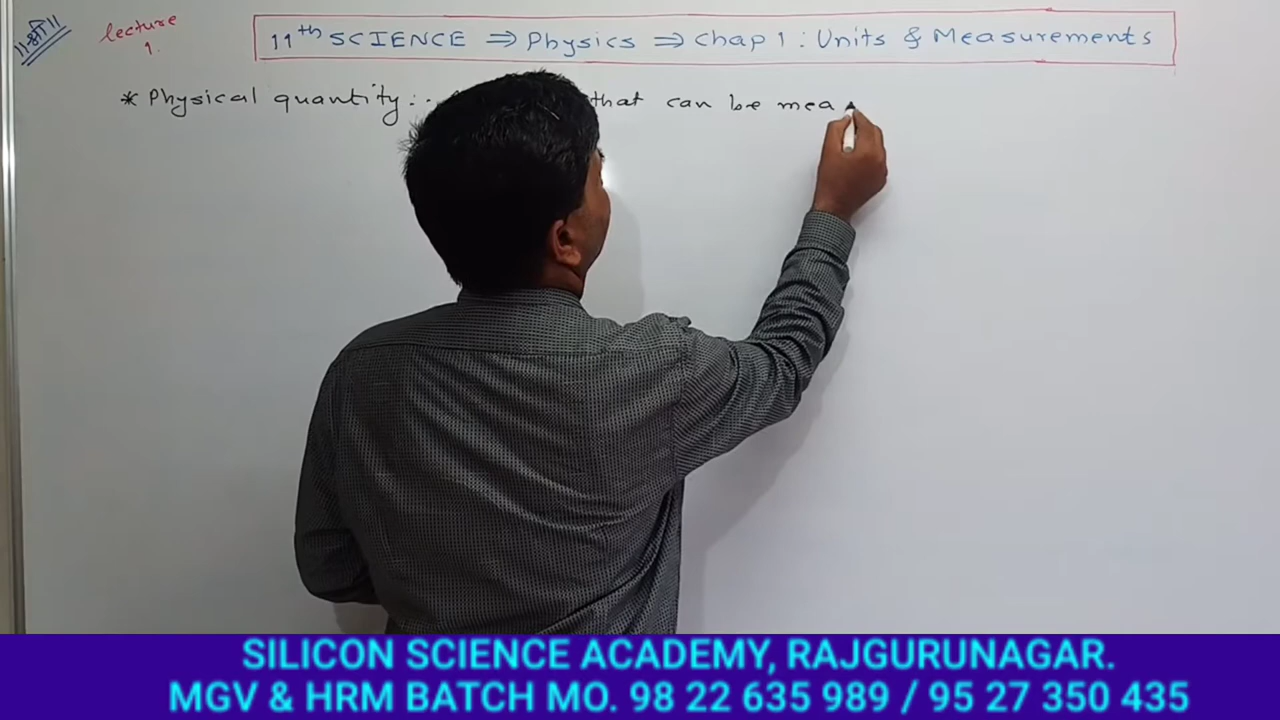 ॥श्री॥
lecture
1.
11th SCIENCE ⇒ Physics ⇒ Chap 1 : Units & Measurements
* Physical quantity : - that can be mea
SILICON SCIENCE ACADEMY, RAJGURUNAGAR.
MGV & HRM BATCH MO. 98 22 635 989 / 95 27 350 435